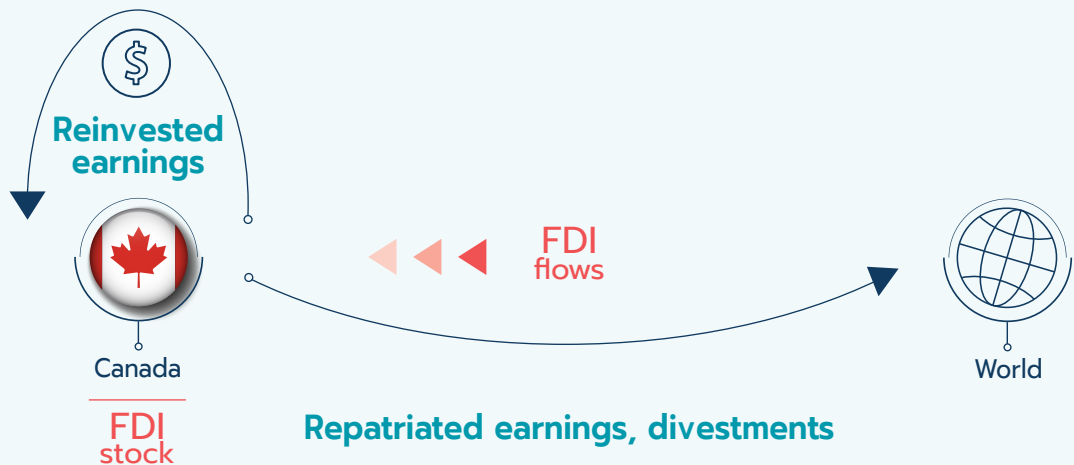 $
Reinvested
earnings
FDI
flows
Canada
World
FDI
stock
Repatriated earnings, divestments